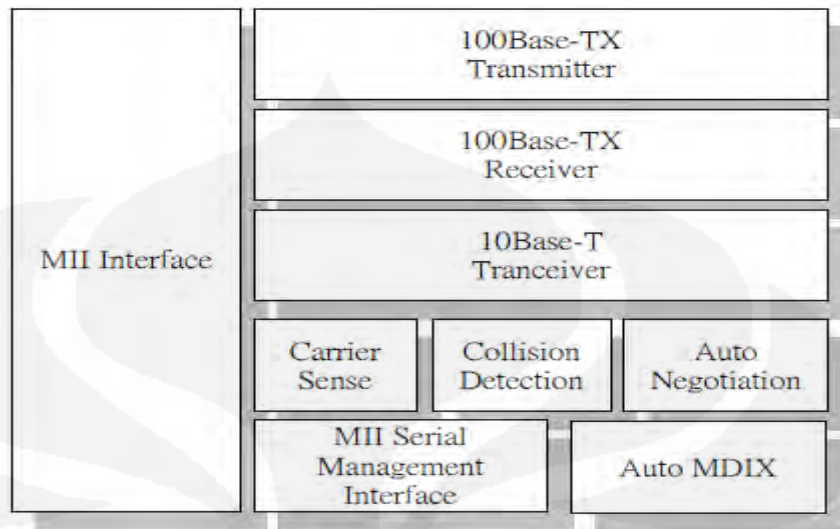 MII Interface
100Base-TX
Transmitter
100Base-TX
Receiver
10Base-T
Tranceiver
Carrier
Sense
Collision
Detection
Auto
Negotiation
MII Serial
Management
Interface
Auto MDIX